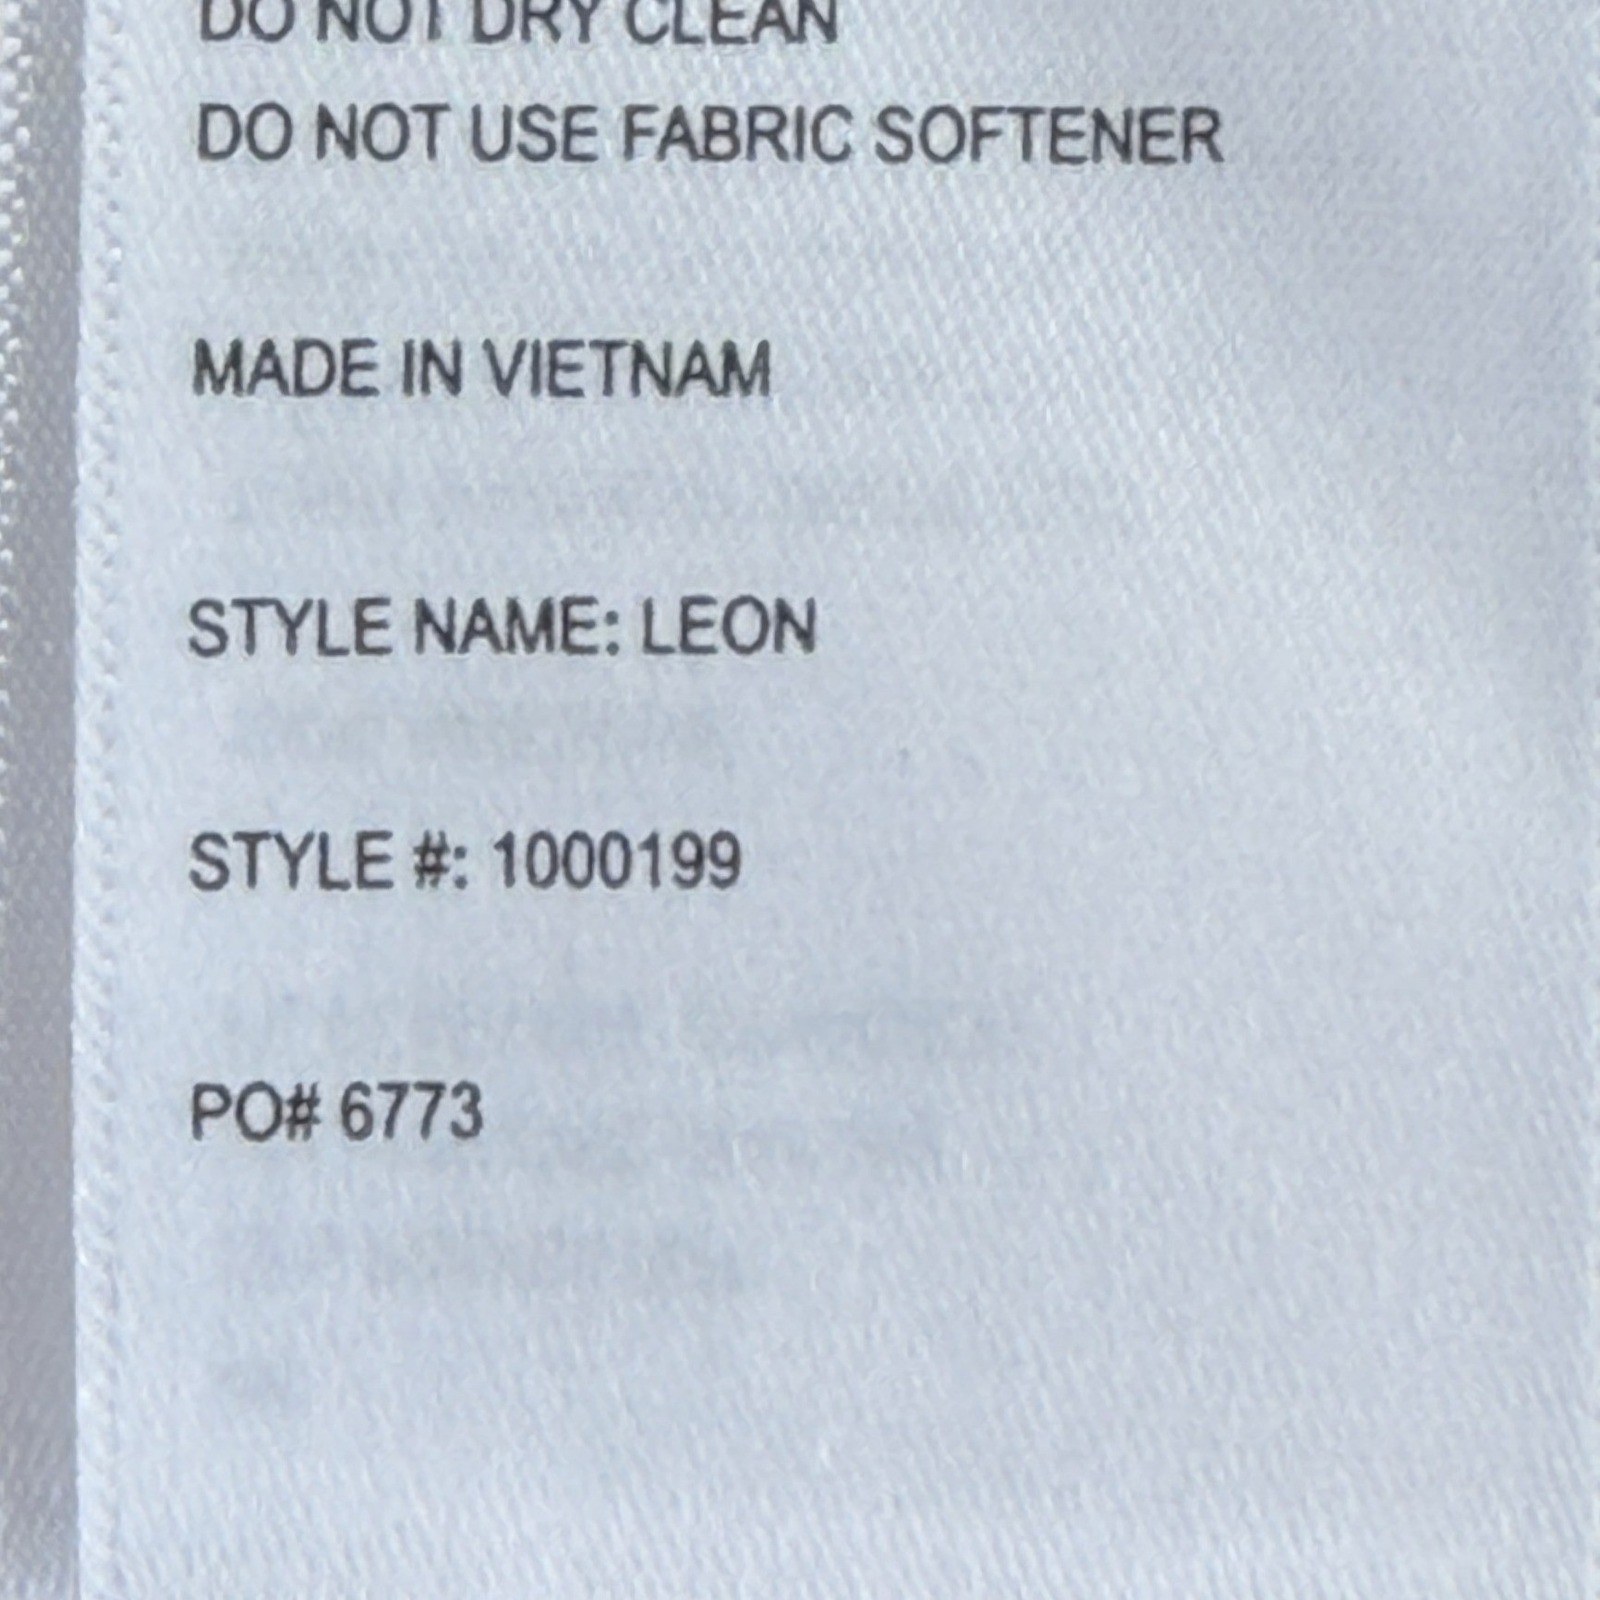 DO NOT DRY CLEAN
DO NOT USE FABRIC SOFTENER
MADE IN VIETNAM
STYLE NAME: LEON
STYLE #: 1000199
PO# 6773